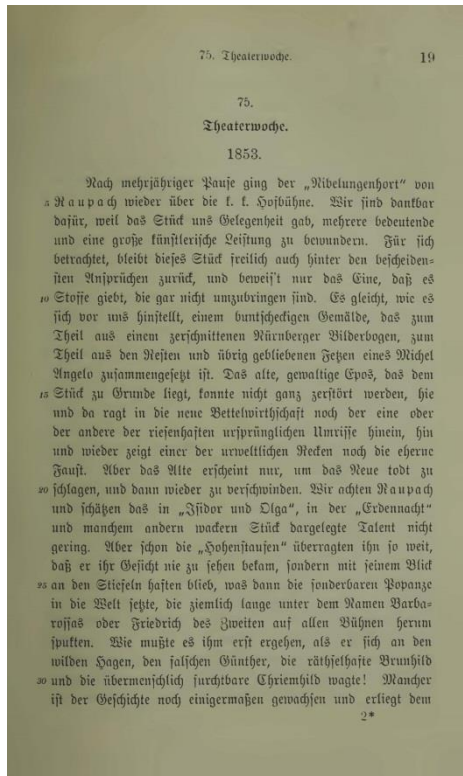 75. Theaterwoche. 19
75.
Theaterwoche.
1853.
Nach mehrjähriger Pause ging der „Nibelungenhort“ von
5 Raupach wieder über die k. k. Hofbühne. Wir sind dankbar
dafür, weil das Stück uns Gelegenheit gab, mehrere bedeutende
und eine große künstlerische Leistung zu bewundern. Für sich
betrachtet, bleibt dieses Stück freilich auch hinter den bescheiden-
sten Ansprüchen zurück, und beweis't nur das Eine, daß es
10 Stoffe giebt, die gar nicht umzubringen sind. Es gleicht, wie es
sich vor uns hinstellt, einem buntscheckigen Gemälde, das zum
Theil aus einem zerschnittenen Nürnberger Bilderbogen, zum
Theil aus den Resten und übrig gebliebenen Fetzen eines Michel
Angelo zusammengesetzt ist. Das alte, gewaltige Epos, das dem
15 Stück zu Grunde liegt, konnte nicht ganz zerstört werden, hie
und da ragt in die neue Bettelwirthschaft noch der eine oder
der andere der riesenhaften ursprünglichen Umrisse hinein, hin
und wieder zeigt einer der urweltlichen Recken noch die eherne
Faust. Aber das Alte erscheint nur, um das Neue todt zu
20 schlagen, und dann wieder zu verschwinden. Wir achten Raupach
und schätzen das in „Isidor und Olga“, in der „Erdennacht“
und manchem andern wackern Stück dargelegte Talent nicht
gering. Aber schon die „Hohenstaufen“ überragten ihn so weit,
daß er ihr Gesicht nie zu sehen bekam, sondern mit seinem Blick
25 an den Stiefeln haften blieb, was dann die sonderbaren Popanze
in die Welt setzte, die ziemlich lange unter dem Namen Barba-
rossas oder Friedrich des Zweiten auf allen Bühnen herum
spukten. Wie mußte es ihm erst ergehen, als er sich an den
wilden Hagen, den falschen Günther, die räthselhafte Brunhild
30 und die übermenschlich furchtbare Chriemhild wagte! Mancher
ist der Geschichte noch einigermaßen gewachsen und erliegt dem
2*